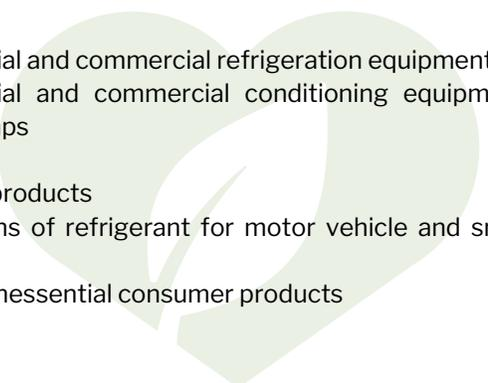 ial and commercial refrigeration equipment
ial and commercial conditioning equipm
ps
products
ns of refrigerant for motor vehicle and s
nessential consumer products